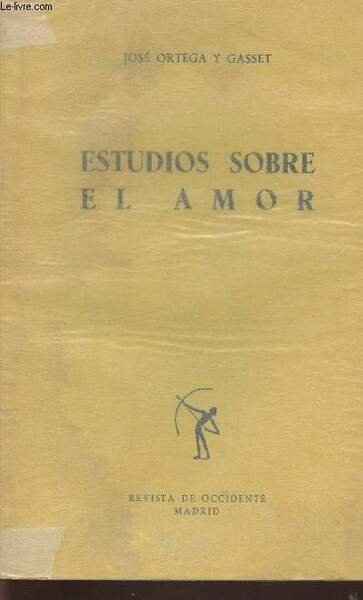 Le-livre.com
JOSÉ ORTEGA Y GASSET
ESTUDIOS SOBRE
EL AMOR
REVISTA DE OCCIDENTE
MADRID